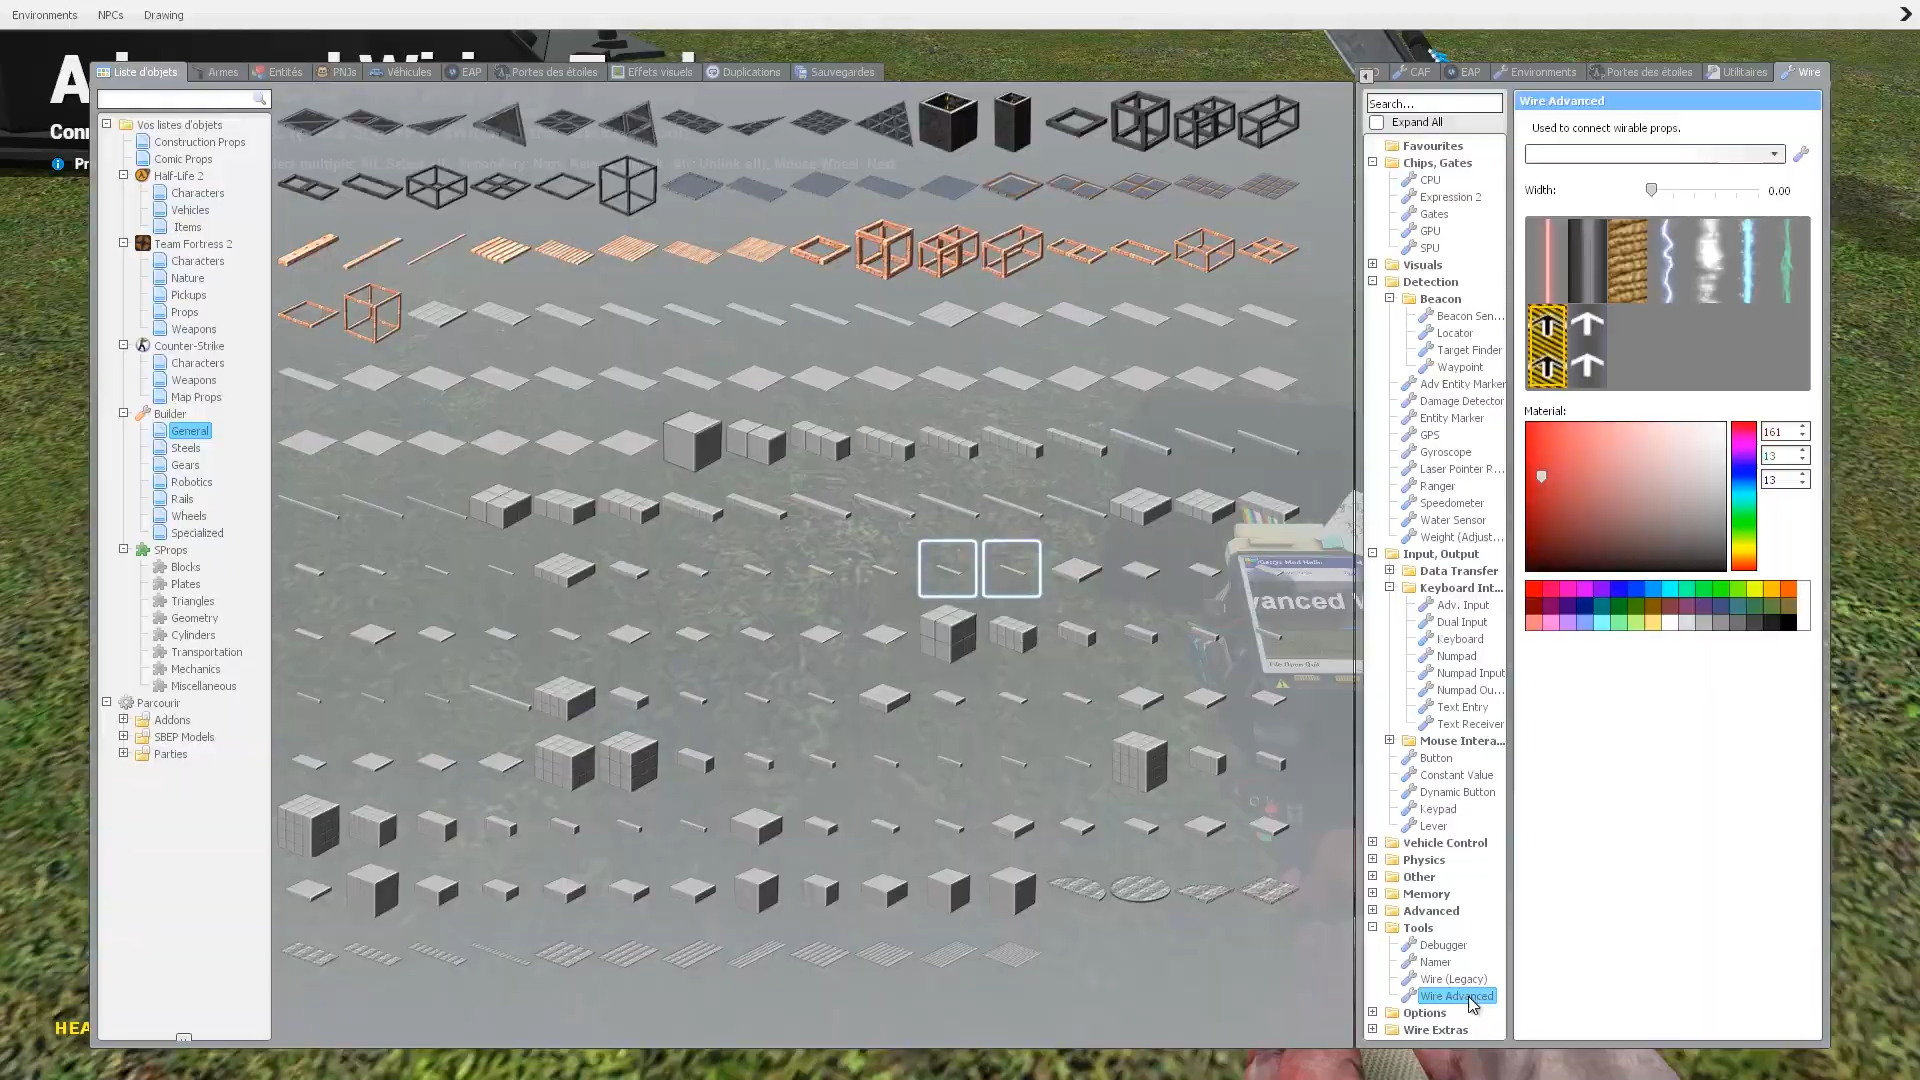 Environments NPCs Drawing
Liste d'objets Armes Entités PNJs Véhicules EAP Portes des étoiles Effets visuels Duplications Sauvegardes
Vos listes d'objets
Construction Props
Comic Props
Half-Life 2
Characters
Vehicles
Items
Team Fortress 2
Characters
Nature
Pickups
Props
Weapons
Counter-Strike
Characters
Weapons
Map Props
Builder
General
Steels
Gears
Robotics
Rails
Wheels
Specialized
SProps
Blocks
Plates
Triangles
Geometry
Cylinders
Transportation
Mechanics
Miscellaneous
Parcourir
Addons
SBEP Models
Parties
HEA
CAF EAP Environments Portes des étoiles Utilitaires Wire
Search...
Expand All
Favourites
Chips, Gates
CPU
Expression 2
Gates
GPU
SPU
Visuals
Detection
Beacon
Beacon Sen...
Locator
Target Finder
Waypoint
Adv Entity Marker
Damage Detector
Entity Marker
GPS
Gyroscope
Laser Pointer R...
Ranger
Speedometer
Water Sensor
Weight (Adjust...
Input, Output
Data Transfer
Keyboard Int...
Adv. Input
Dual Input
Keyboard
Numpad
Numpad Input
Numpad Ou...
Text Entry
Text Receiver
Mouse Intera...
Button
Constant Value
Dynamic Button
Keypad
Lever
Vehicle Control
Physics
Other
Memory
Advanced
Tools
Debugger
Namer
Wire (Legacy)
Wire Advanced
Options
Wire Extras
Wire Advanced
Used to connect wirable props.
Width: 0.00
Material:
161
13
13